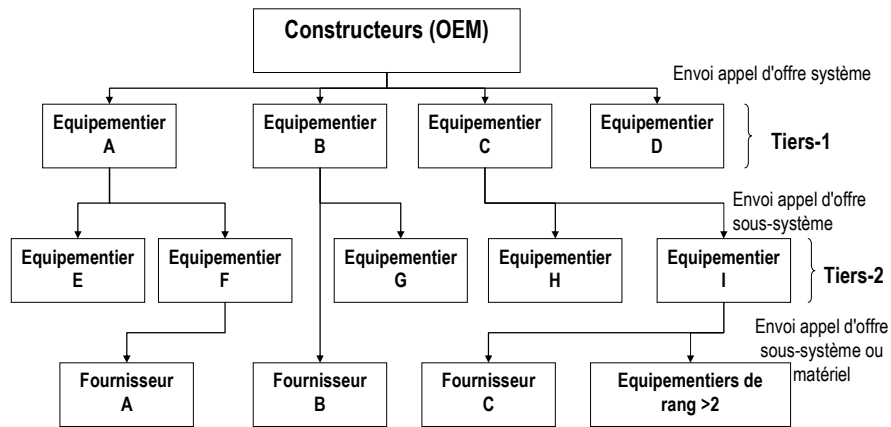 Constructeurs (OEM)
Envoi appel d'offre système
Equipementier
A
Equipementier
B
Equipementier
C
Equipementier
D
Tiers-1
Envoi appel d'offre
sous-système
Equipementier
E
Equipementier
F
Equipementier
G
Equipementier
H
Equipementier
I
Tiers-2
Envoi appel d'offre
sous-système ou
matériel
Fournisseur
A
Fournisseur
B
Fournisseur
C
Equipementiers de
rang >2